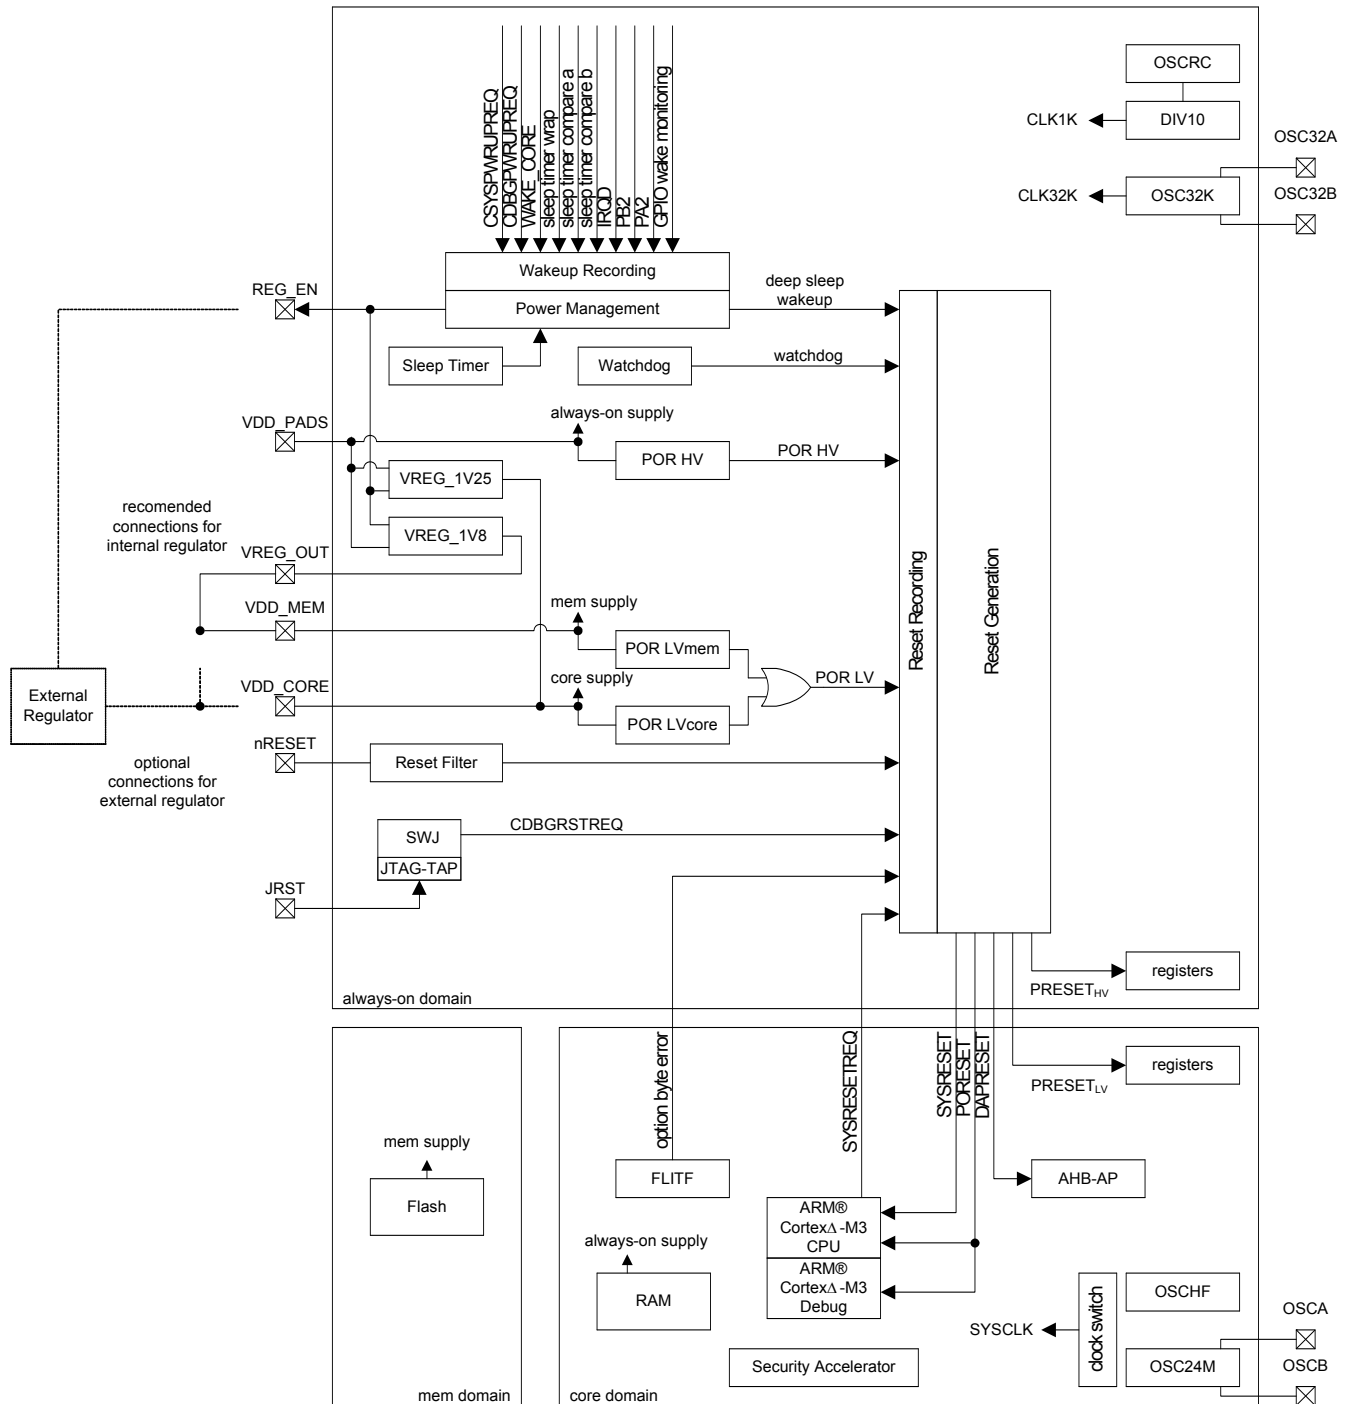 CSYSPWRUPREQ
CDBGPWRUPREQ
WAKE_CORE
sleep timer wrap
sleep timer compare a
sleep timer compare b
IRQD
PB2
PA2
GPIO wake monitoring
OSCRC
CLK1K
DIV10
OSC32A
CLK32K
OSC32K
OSC32B
Wakeup Recording
Power Management
REG_EN
deep sleep
wakeup
Sleep Timer
Watchdog
watchdog
VDD_PADS
always-on supply
POR HV
POR HV
VREG_1V25
VREG_1V8
recomended
connections for
internal regulator
VREG_OUT
VDD_MEM
mem supply
POR LVmem
Reset Recording
Reset Generation
External
Regulator
VDD_CORE
core supply
POR LVcore
POR LV
nRESET
Reset Filter
optional
connections for
external regulator
SWJ
JTAG-TAP
CDBGRSTREQ
JRST
always-on domain
PRESETHV
registers
option byte error
SYSRESETREQ
SYSRESET
PORESET
DAPRESET
PRESETLV
registers
mem supply
Flash
FLITF
AHB-AP
ARM®
CortexΔ-M3
CPU
ARM®
CortexΔ-M3
Debug
always-on supply
RAM
SYSCLK
clock switch
OSCHF
OSC24M
OSCA
OSCB
Security Accelerator
mem domain
core domain